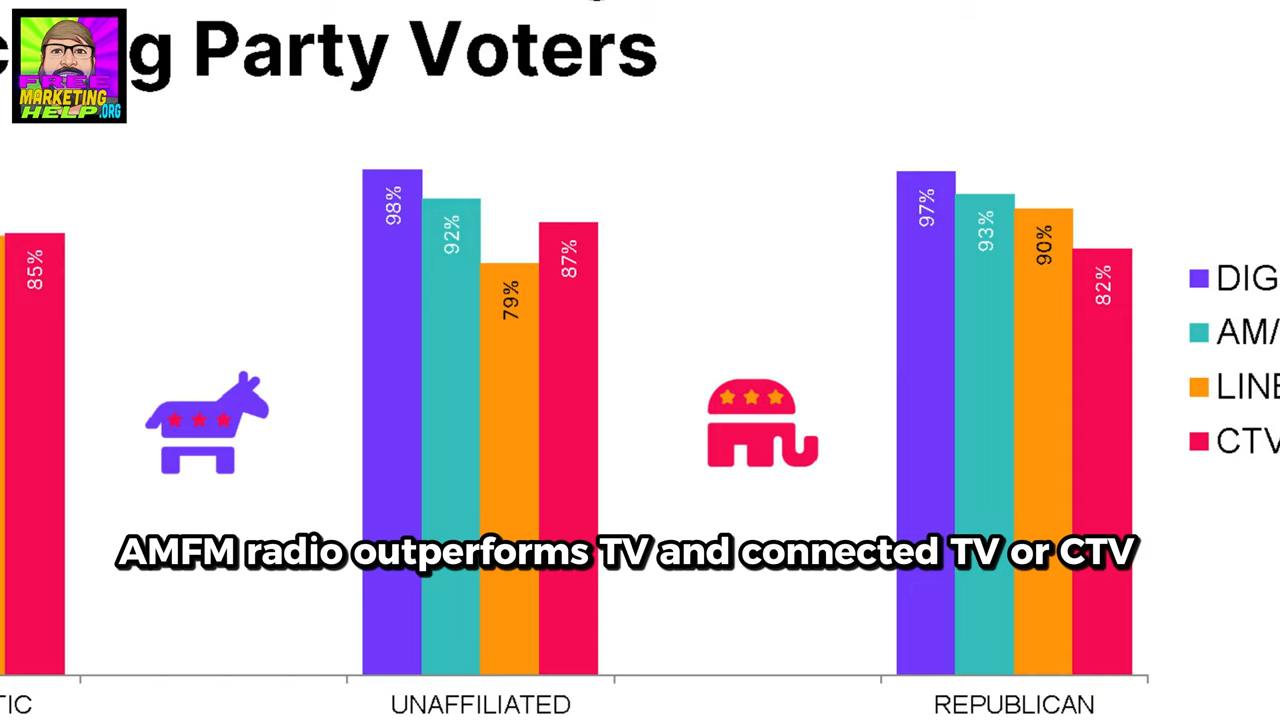 g Party Voters
FREE
MARKETING
HELP.ORG
85%
98%
92%
79%
87%
97%
93%
90%
82%
DIG
AM/
LINE
CTV
AMFM radio outperforms TV and connected TV or CTV
TIC
UNAFFILIATED
REPUBLICAN